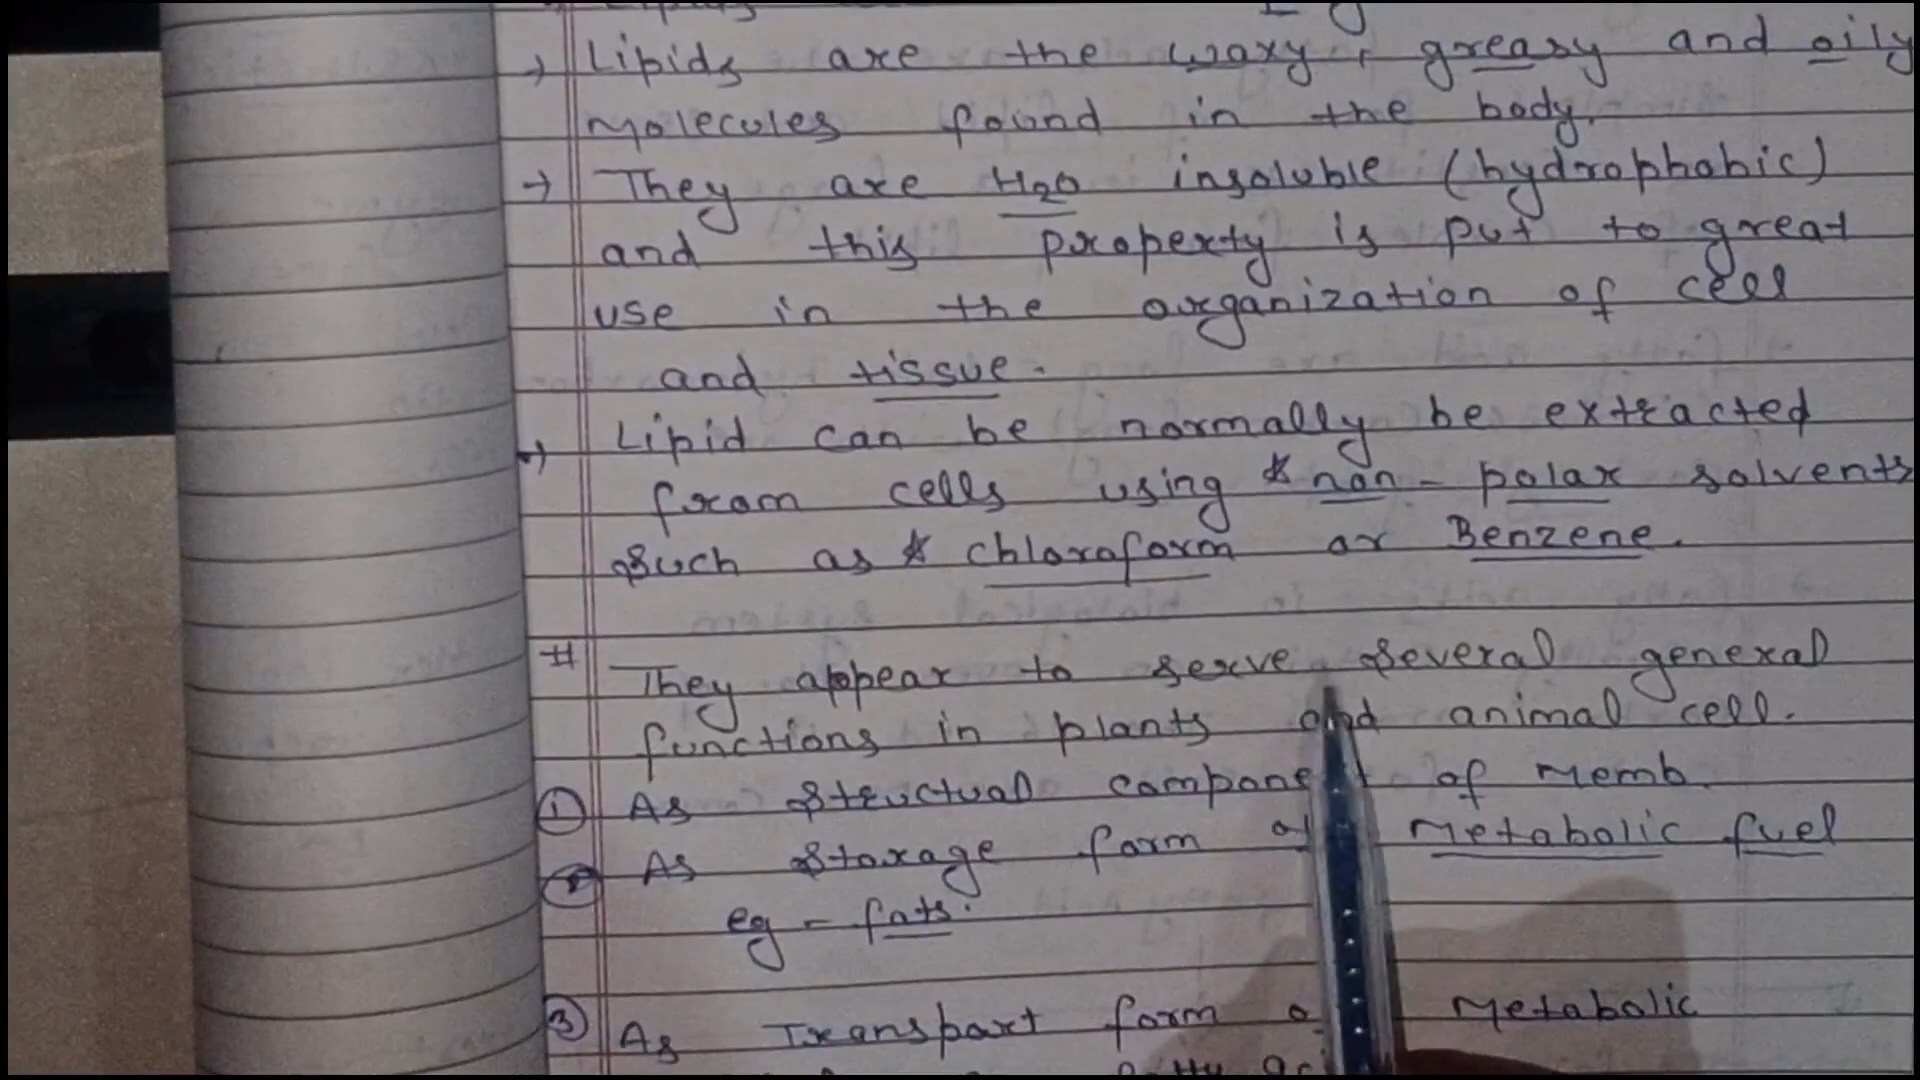 Lipids
→ Lipids are the waxy, greasy and oily
molecules found in the body.
→ They are H2O insoluble (hydrophobic)
and this property is put to great
use in the organization of cell
and tissue.
→ Lipid can be normally be extracted
from cells using * non-polar solvents
such as * chloroform or Benzene.
# They appear to serve several general
functions in plants and animal cell.
① As structual component of memb.
② As storage form of metabolic fuel
eg - fats.
③ As Transport form of Metabolic